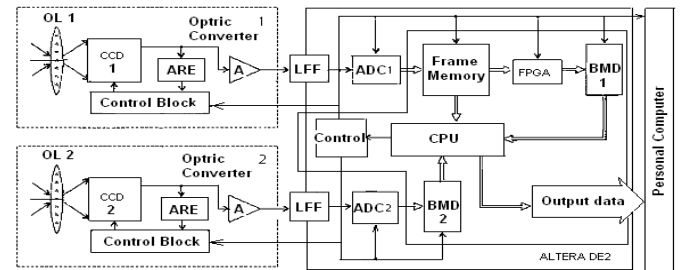 OL 1
Optric 1
Converter
CCD
1
ARE
A
Control Block
LFF
ADC1
Frame
Memory
FPGA
BMD
1
Control
CPU
OL 2
Optric 2
Converter
CCD
2
ARE
A
Control Block
LFF
ADC2
BMD
2
Output data
ALTERA DE2
Personal Computer